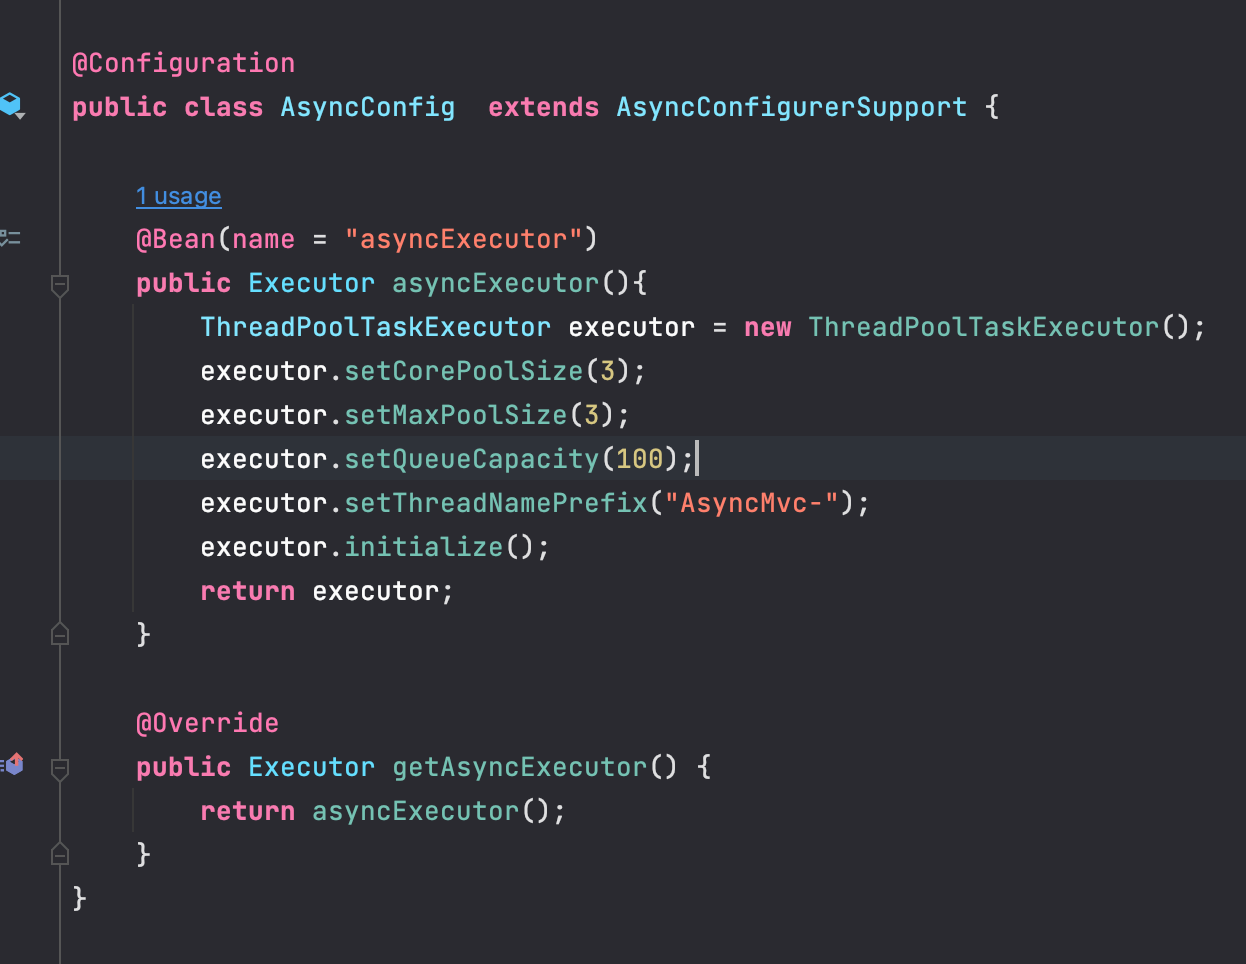 @Configuration
public class AsyncConfig  extends AsyncConfigurerSupport {
1 usage
@Bean(name = "asyncExecutor")
public Executor asyncExecutor(){
ThreadPoolTaskExecutor executor = new ThreadPoolTaskExecutor();
executor.setCorePoolSize(3);
executor.setMaxPoolSize(3);
executor.setQueueCapacity(100);
executor.setThreadNamePrefix("AsyncMvc-");
executor.initialize();
return executor;
}
@Override
public Executor getAsyncExecutor() {
return asyncExecutor();
}
}